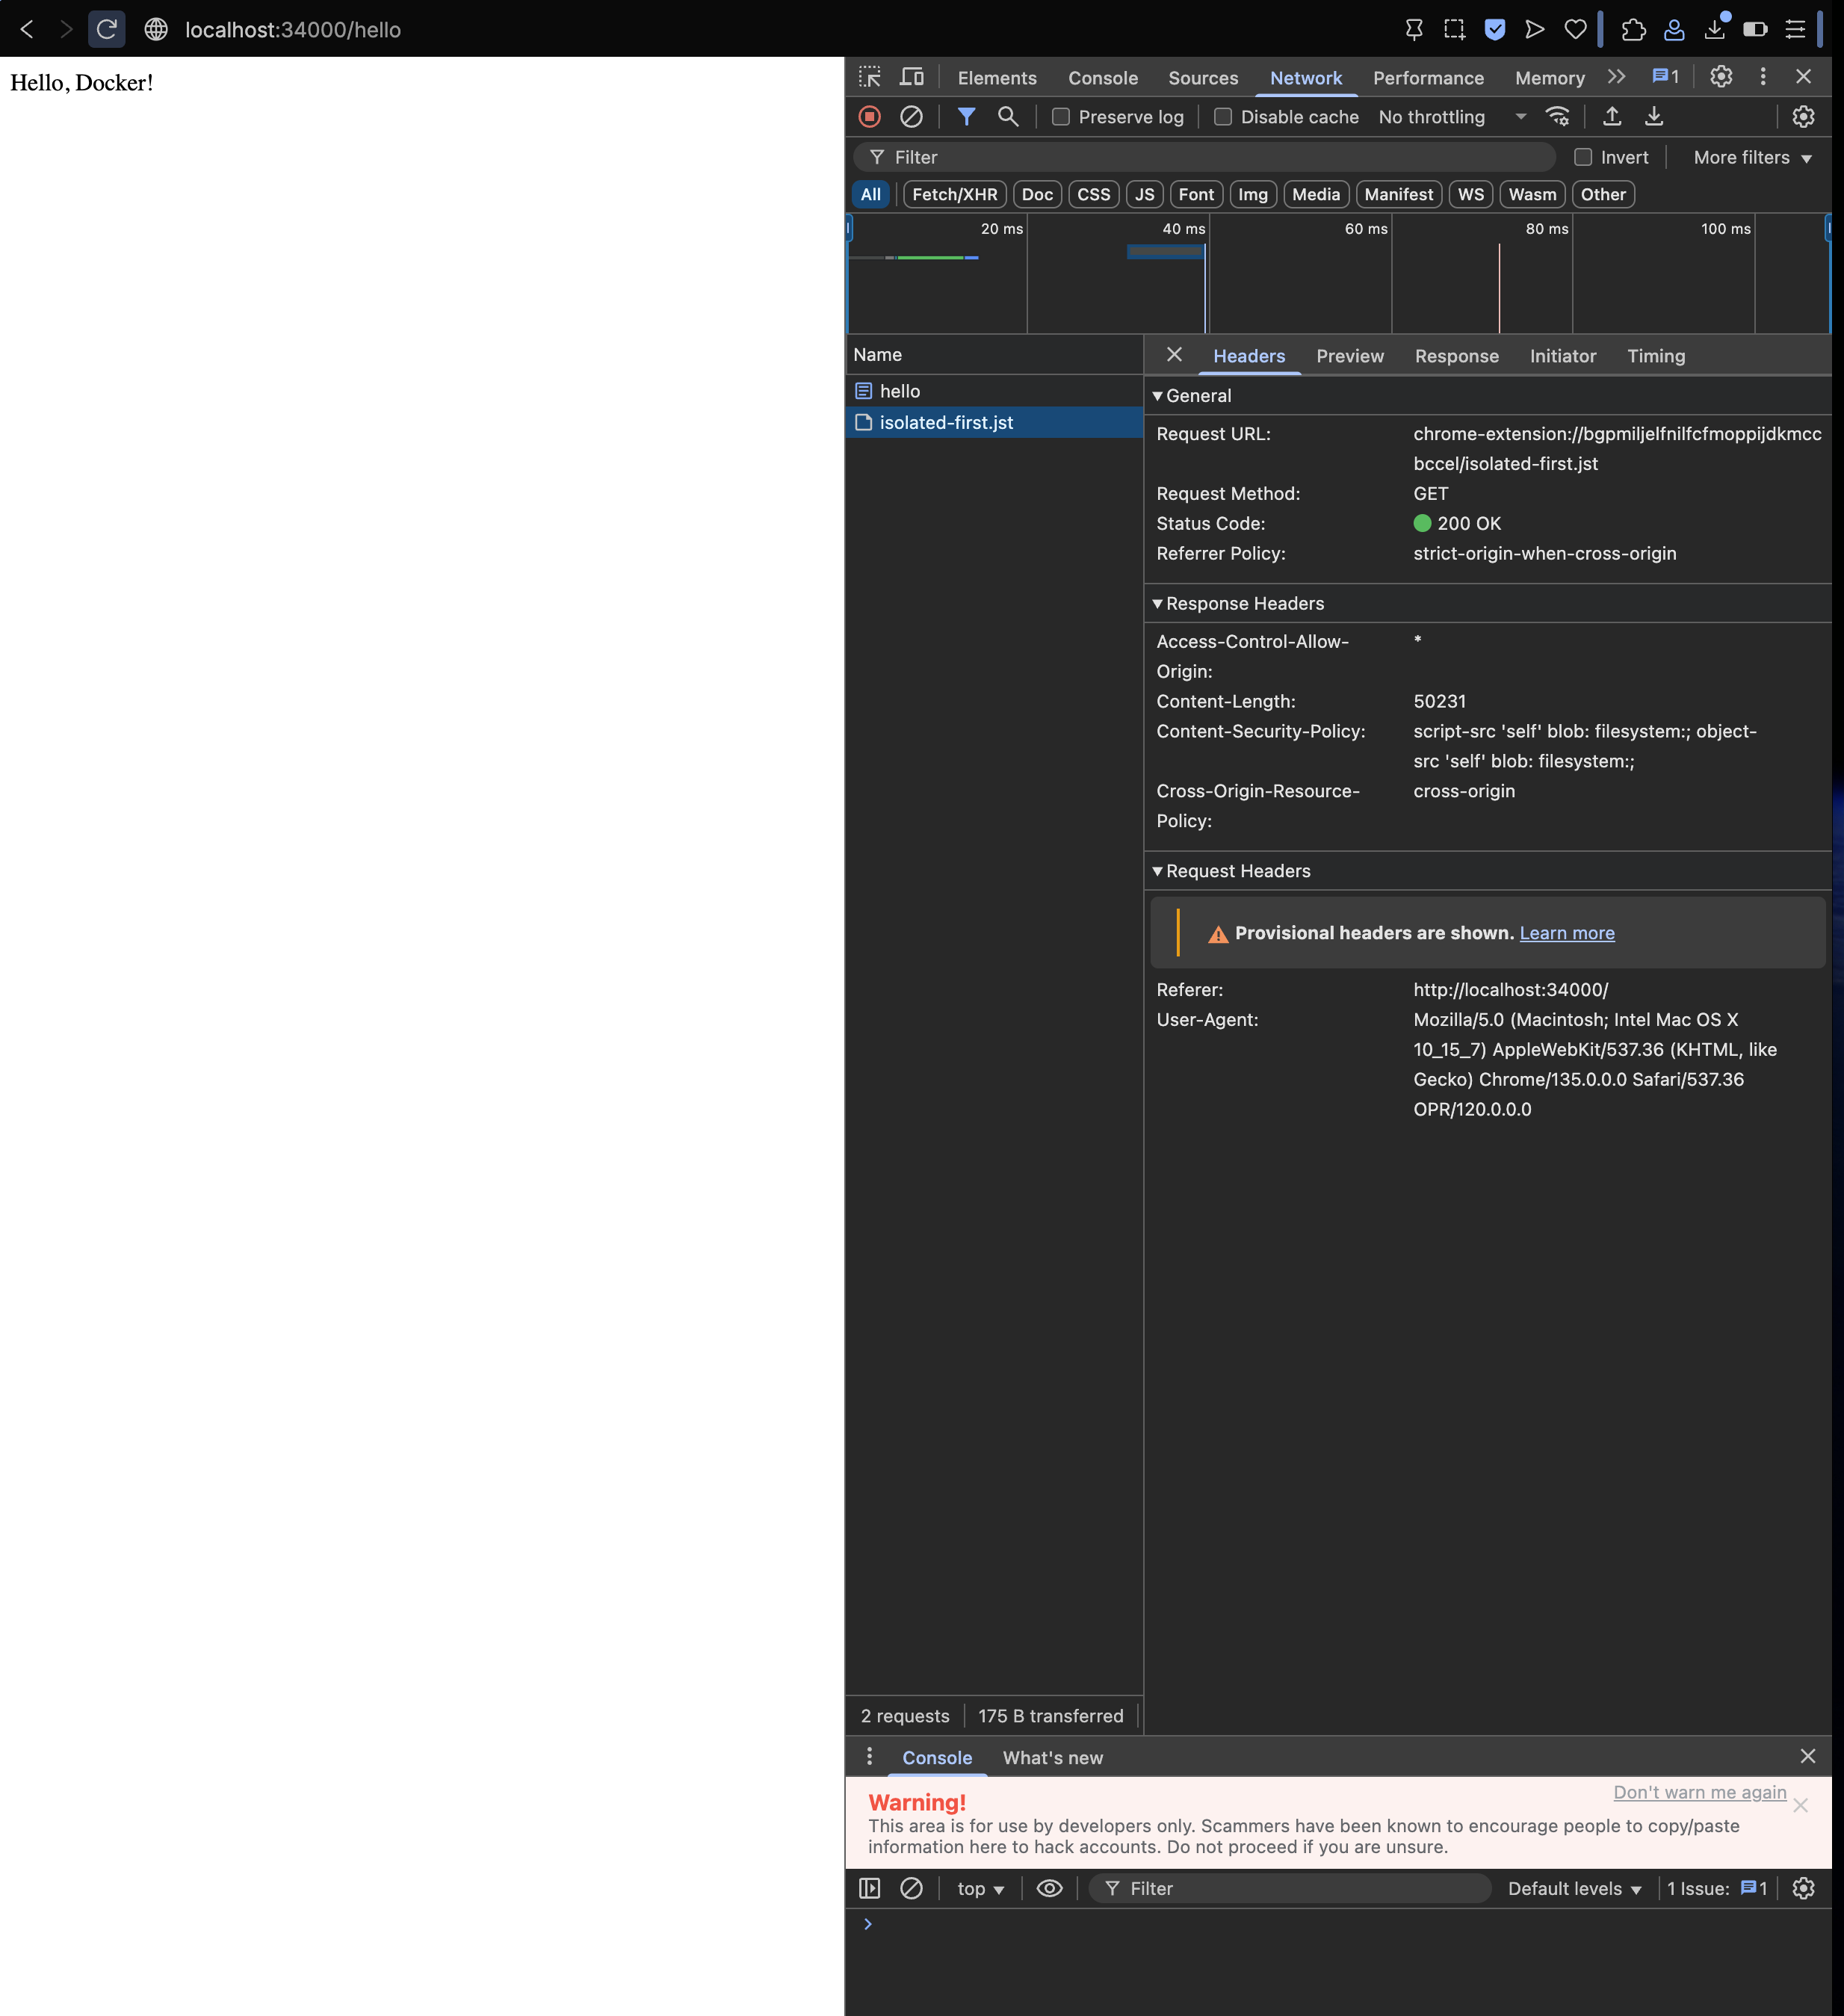 localhost:34000/hello
Hello, Docker!
Elements Console Sources Network Performance Memory 1
Preserve log Disable cache No throttling
Filter Invert More filters
All Fetch/XHR Doc CSS JS Font Img Media Manifest WS Wasm Other
20 ms 40 ms 60 ms 80 ms 100 ms
Name
hello
isolated-first.jst
Headers Preview Response Initiator Timing
General
Request URL: chrome-extension://bgpmiljelfnilfcfmoppijdkmcc
bccel/isolated-first.jst
Request Method: GET
Status Code: 200 OK
Referrer Policy: strict-origin-when-cross-origin
Response Headers
Access-Control-Allow- *
Origin:
Content-Length: 50231
Content-Security-Policy: script-src 'self' blob: filesystem:; object-
src 'self' blob: filesystem:;
Cross-Origin-Resource- cross-origin
Policy:
Request Headers
Provisional headers are shown. Learn more
Referer: http://localhost:34000/
User-Agent: Mozilla/5.0 (Macintosh; Intel Mac OS X
10_15_7) AppleWebKit/537.36 (KHTML, like
Gecko) Chrome/135.0.0.0 Safari/537.36
OPR/120.0.0.0
2 requests 175 B transferred
Console What's new
Don't warn me again
Warning!
This area is for use by developers only. Scammers have been known to encourage people to copy/paste
information here to hack accounts. Do not proceed if you are unsure.
top Filter Default levels 1 Issue: 1